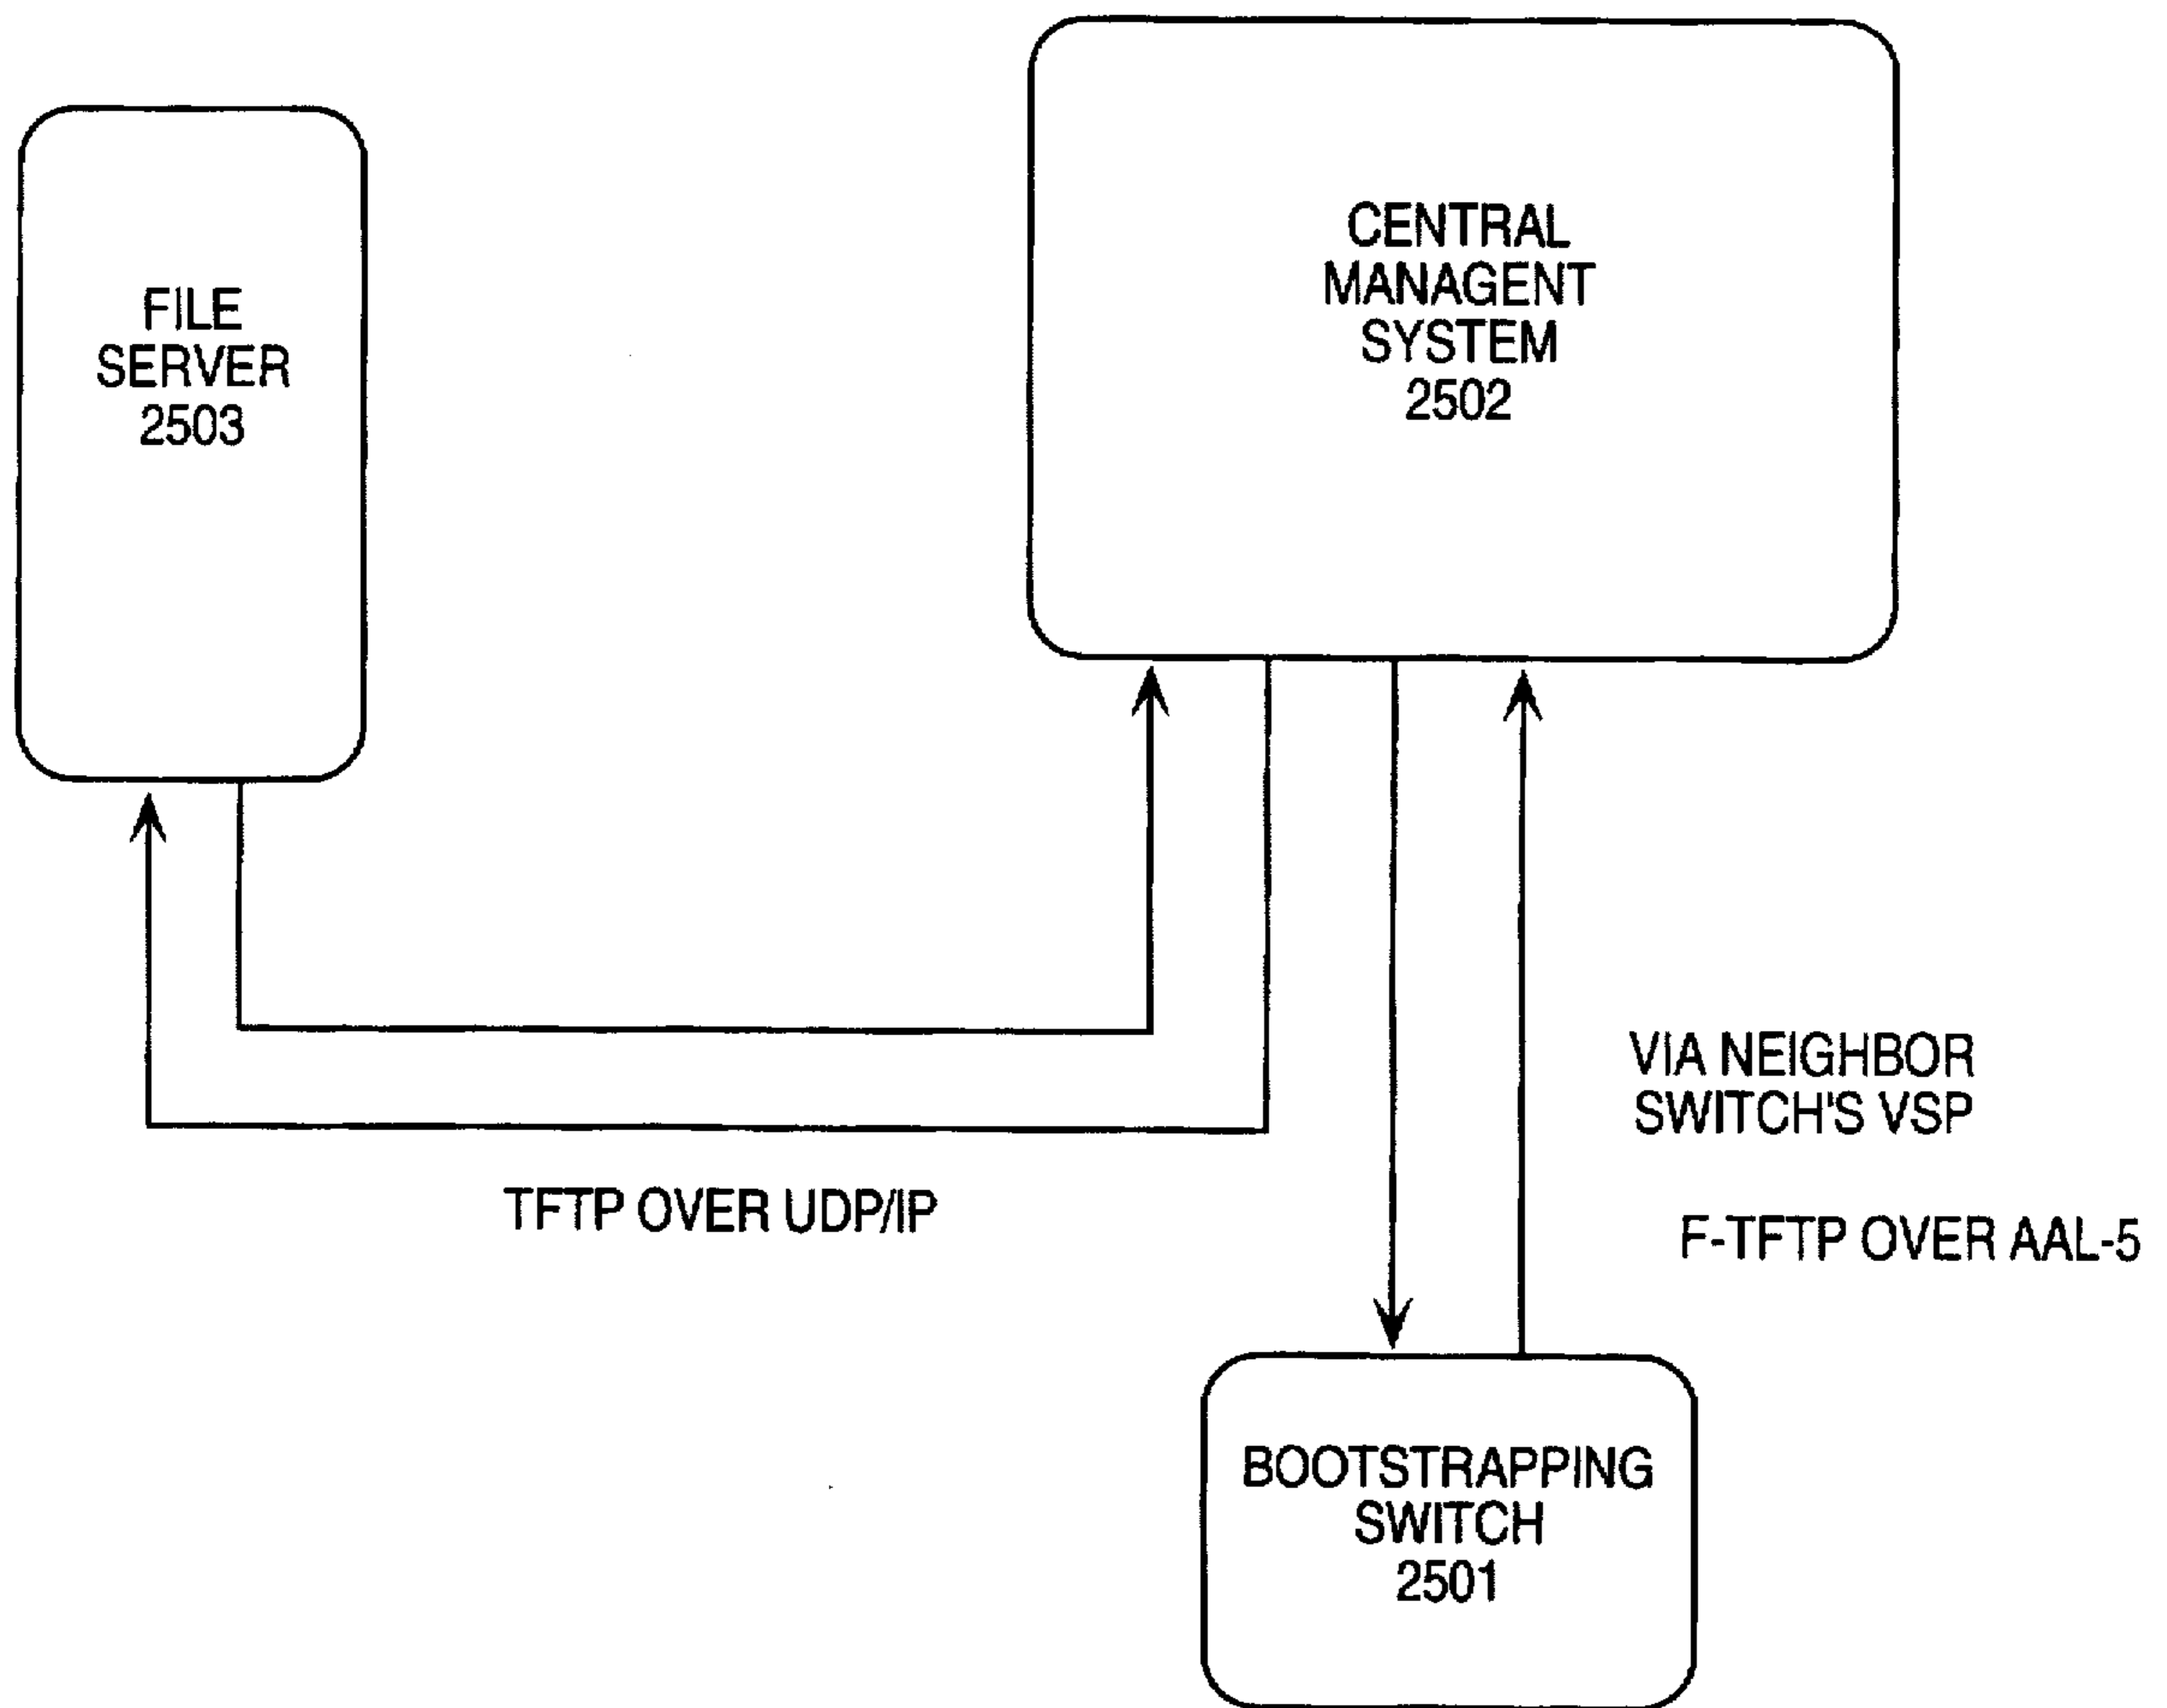 FILE
SERVER
2503
CENTRAL
MANAGENT
SYSTEM
2502
VIA NEIGHBOR
SWITCH'S VSP
TFTP OVER UDP/IP
F-TFTP OVER AAL-5
BOOTSTRAPPING
SWITCH
2501